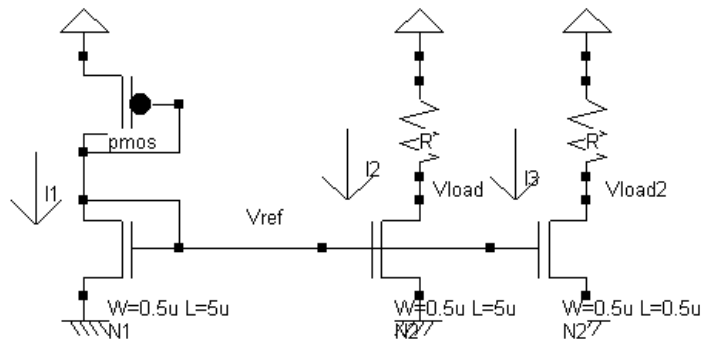 pmos
R
R
I1
I2
I3
Vload
Vload2
Vref
W=0.5u L=5u
N1
W=0.5u L=5u
N2
W=0.5u L=0.5u
N2